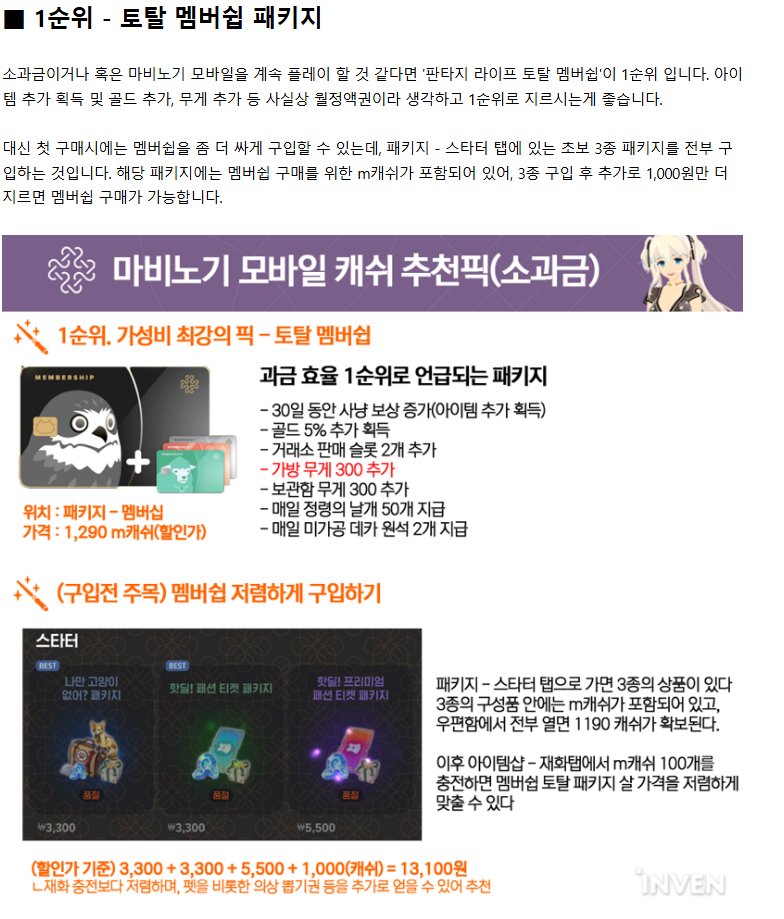 ■ 1순위 - 토탈 멤버쉽 패키지
소과금이거나 혹은 마비노기 모바일을 계속 플레이 할 것 같다면 '판타지 라이프 토탈 멤버쉽'이 1순위 입니다. 아이
템 추가 획득 및 골드 추가, 무게 추가 등 사실상 월정액권이라 생각하고 1순위로 지르시는게 좋습니다.
대신 첫 구매시에는 멤버쉽을 좀 더 싸게 구입할 수 있는데, 패키지 - 스타터 탭에 있는 초보 3종 패키지를 전부 구
입하는 것입니다. 해당 패키지에는 멤버쉽 구매를 위한 m캐쉬가 포함되어 있어, 3종 구입 후 추가로 1,000원만 더
지르면 멤버쉽 구매가 가능합니다.
마비노기 모바일 캐쉬 추천픽(소과금)
1순위. 가성비 최강의 픽 - 토탈 멤버쉽
MEMBERSHIP
위치 : 패키지 - 멤버십
가격 : 1,290 m캐쉬(할인가)
과금 효율 1순위로 언급되는 패키지
- 30일 동안 사냥 보상 증가(아이템 추가 획득)
- 골드 5% 추가 획득
- 거래소 판매 슬롯 2개 추가
- 가방 무게 300 추가
- 보관함 무게 300 추가
- 매일 정령의 날개 50개 지급
- 매일 미가공 데카 원석 2개 지급
(구입전 주목) 멤버쉽 저렴하게 구입하기
스타터
BEST
나만 고양이
없어? 패키지
품절
₩3,300
BEST
핫딜! 패션 티켓 패키지
품절
₩3,300
핫딜! 프리미엄
패션 티켓 패키지
품절
₩5,500
패키지 - 스타터 탭으로 가면 3종의 상품이 있다
3종의 구성품 안에는 m캐쉬가 포함되어 있고,
우편함에서 전부 열면 1190 캐쉬가 확보된다.
이후 아이템샵 - 재화탭에서 m캐쉬 100개를
충전하면 멤버쉽 토탈 패키지 살 가격을 저렴하게
맞출 수 있다
(할인가 기준) 3,300 + 3,300 + 5,500 + 1,000(캐쉬) = 13,100원
ㄴ재화 충전보다 저렴하며, 펫을 비롯한 의상 뽑기권 등을 추가로 얻을 수 있어 추천
INVEN